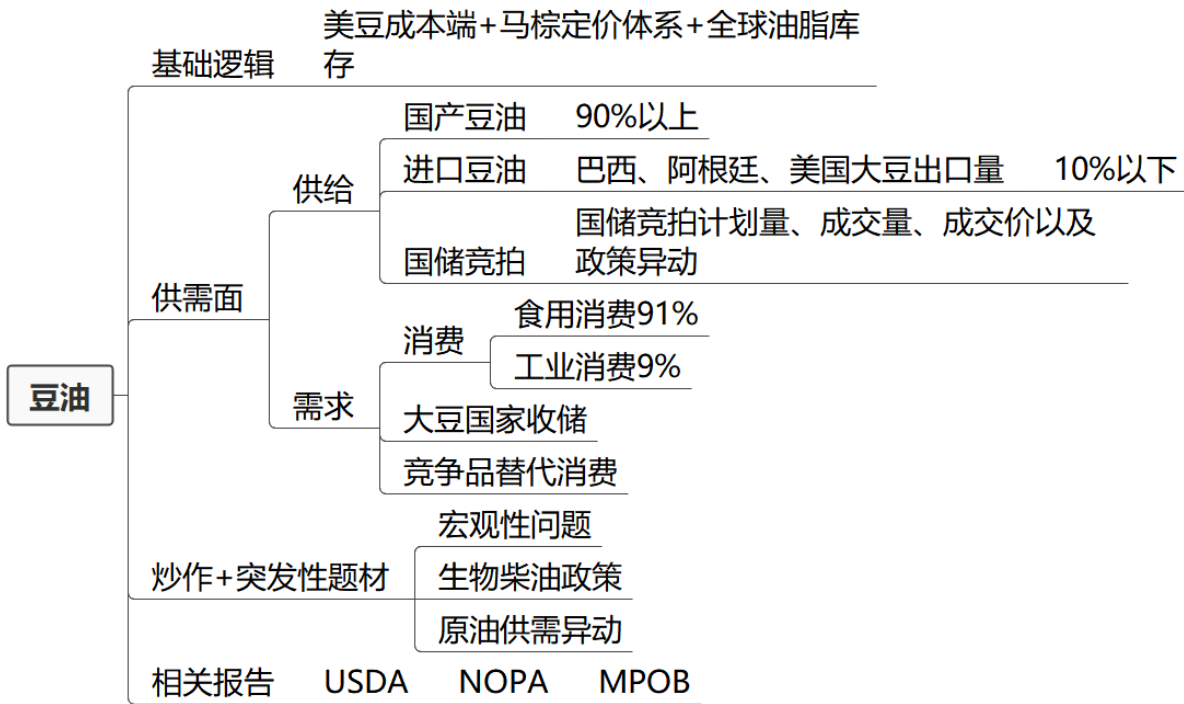 豆油
基础逻辑
美豆成本端+马棕定价体系+全球油脂库
存
供需面
供给
国产豆油 90%以上
进口豆油 巴西、阿根廷、美国大豆出口量 10%以下
国储竞拍
国储竞拍计划量、成交量、成交价以及
政策异动
需求
消费
食用消费91%
工业消费9%
大豆国家收储
竞争品替代消费
炒作+突发性题材
宏观性问题
生物柴油政策
原油供需异动
相关报告 USDA NOPA MPOB